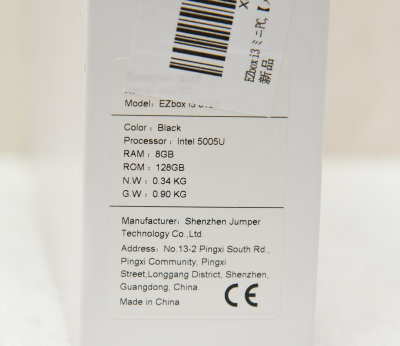 EZbox i3 ミニPC,【
新品
Model: EZbox i3
Color : Black
Processor : Intel 5005U
RAM : 8GB
ROM : 128GB
N.W : 0.34 KG
G.W : 0.90 KG
Manufacturer: Shenzhen Jumper
Technology Co.,Ltd.
Address: No.13-2 Pingxi South Rd.,
Pingxi Community, Pingxi
Street,Longgang District, Shenzhen,
Guangdong, China.
Made in China
CE